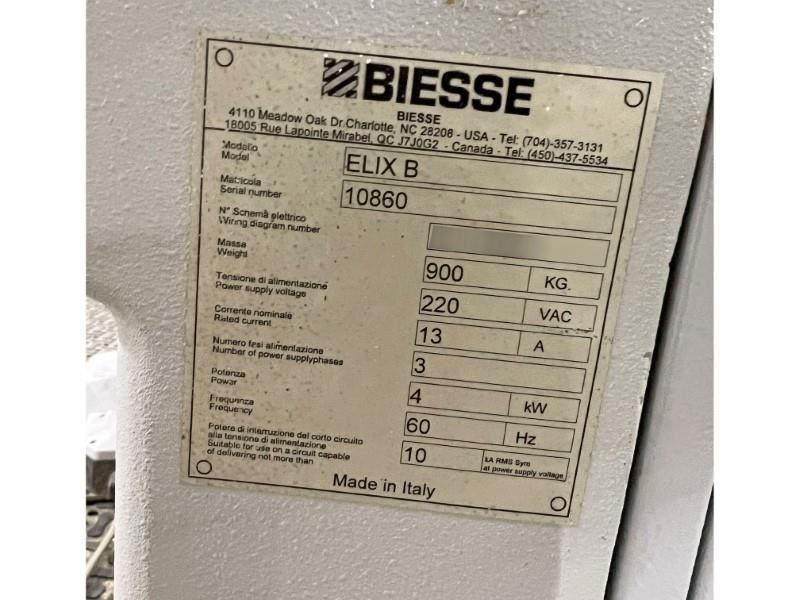 BIESSE
BIESSE
4110 Meadow Oak Dr.Charlotte, NC 28208 - USA - Tel: (704)-357-3131
18005 Rue Lapointe Mirabel, QC J7J0G2 - Canada - Tel: (450)-437-5534
Modello
Model
ELIX B
Matricola
Serial number
10860
N° Schema elettrico
Wiring diagram number
Massa
Weight
900 KG.
Tensione di alimentazione
Power supply voltage
220 VAC
Corrente nominale
Rated current
13 A
Numero fasi alimentazione
Number of power supplyphases
3
Potenza
Power
4 kW
Frequenza
Frequency
60 Hz
Potere di interruzione del corto circuito
alla tensione di alimentazione
Suitable for use on a circuit capable
of delivering not more than
10 kA RMS Sym
at power supply voltage
Made in Italy